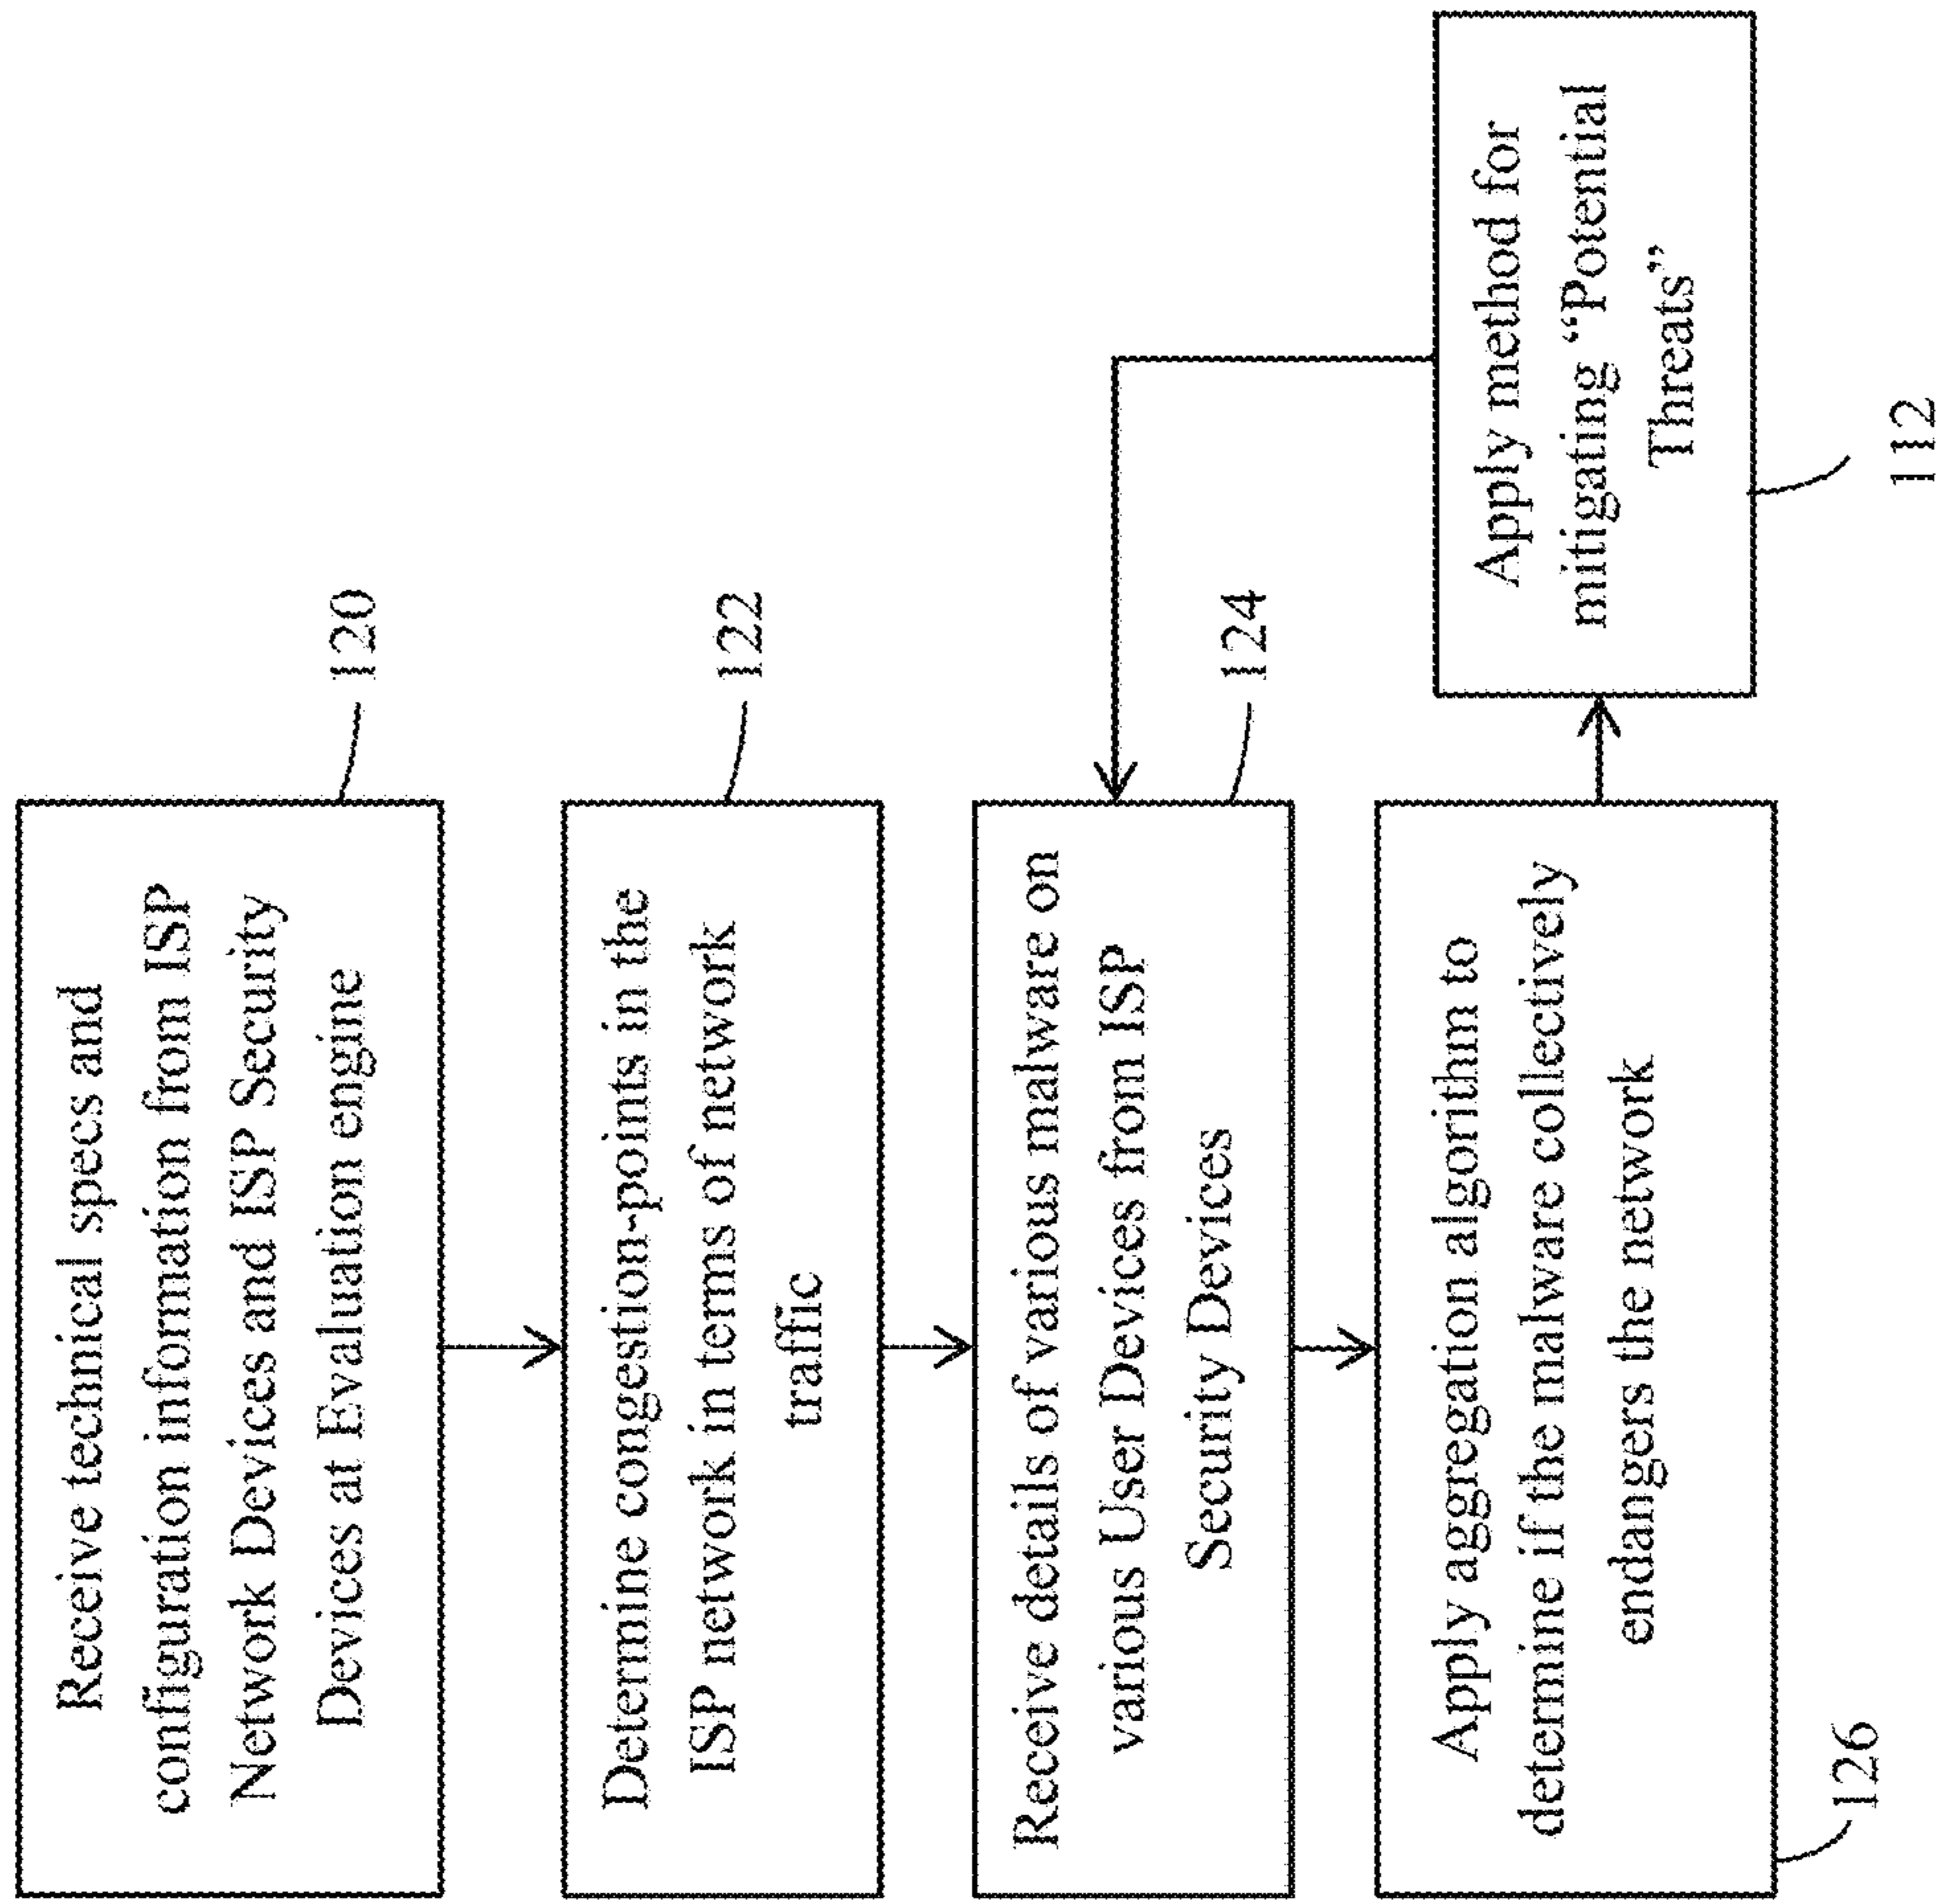 Receive technical specs and
configuration information from ISP
Network Devices and ISP Security
Devices at Evaluation engine
120
Determine congestion-points in the
ISP network in terms of network
traffic
122
Receive details of various malware on
various User Devices from ISP
Security Devices
124
Apply aggregation algorithm to
determine if the malware collectively
endangers the network
126
Apply method for
mitigating “Potential
Threats”
112